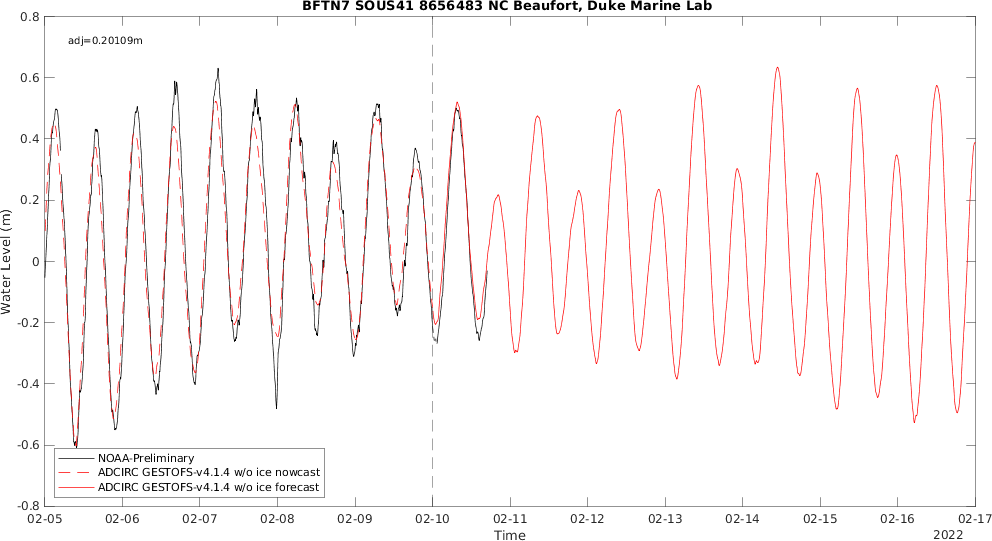 BFTN7 SOUS41 8656483 NC Beaufort, Duke Marine Lab
adj=0.20109m
0.8
0.6
0.4
0.2
0
-0.2
-0.4
-0.6
-0.8
Water Level (m)
NOAA-Preliminary
ADCIRC GESTOFS-v4.1.4 w/o ice nowcast
ADCIRC GESTOFS-v4.1.4 w/o ice forecast
02-05 02-06 02-07 02-08 02-09 02-10 02-11 02-12 02-13 02-14 02-15 02-16 02-17
Time
2022